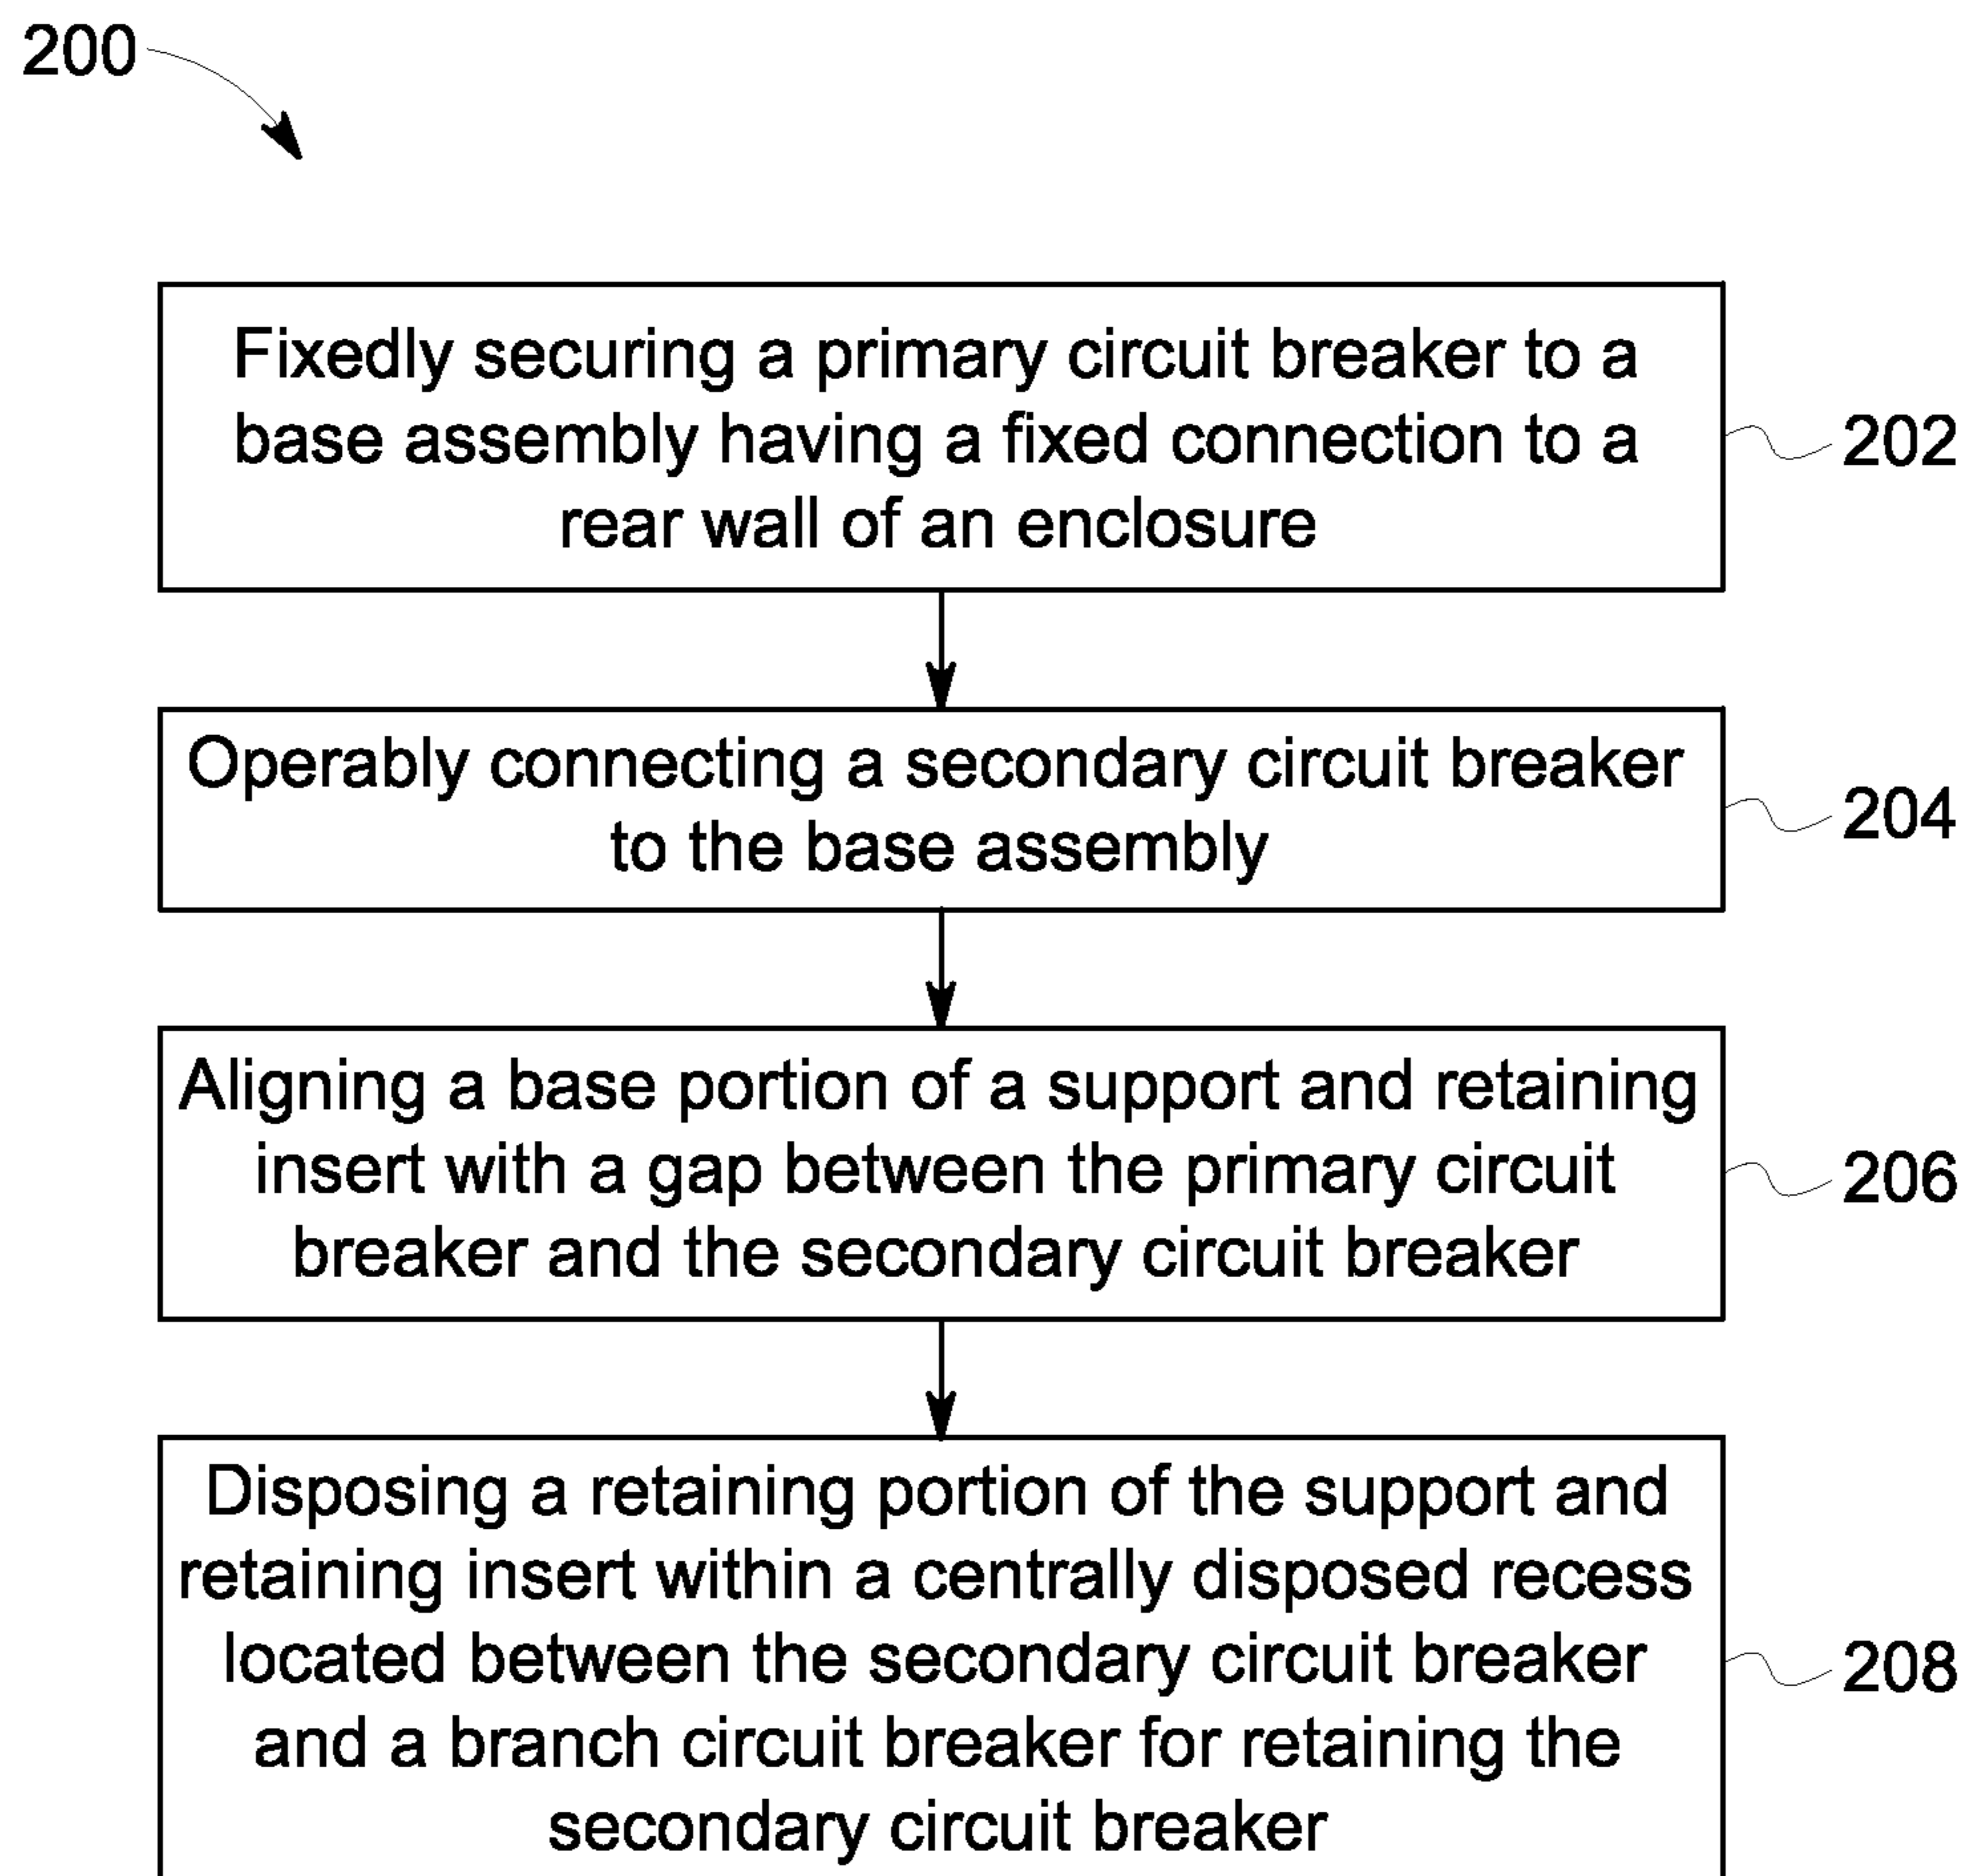 200
Fixedly securing a primary circuit breaker to a
base assembly having a fixed connection to a
rear wall of an enclosure
202
Operably connecting a secondary circuit breaker
to the base assembly
204
Aligning a base portion of a support and retaining
insert with a gap between the primary circuit
breaker and the secondary circuit breaker
206
Disposing a retaining portion of the support and
retaining insert within a centrally disposed recess
located between the secondary circuit breaker
and a branch circuit breaker for retaining the
secondary circuit breaker
208